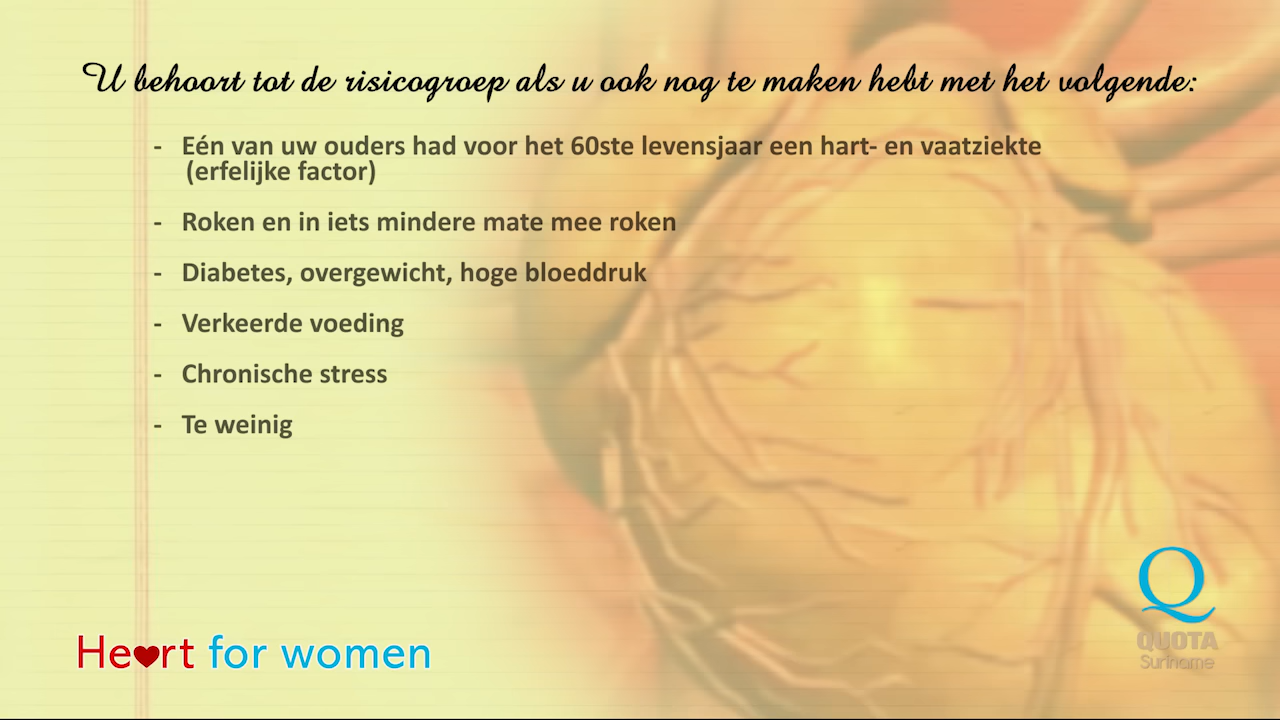 U behoort tot de risicogroep als u ook nog te maken hebt met het volgende:
- Eén van uw ouders had voor het 60ste levensjaar een hart- en vaatziekte
(erfelijke factor)
- Roken en in iets mindere mate mee roken
- Diabetes, overgewicht, hoge bloeddruk
- Verkeerde voeding
- Chronische stress
- Te weinig
Q
QUOTA
Suriname
Heart for women